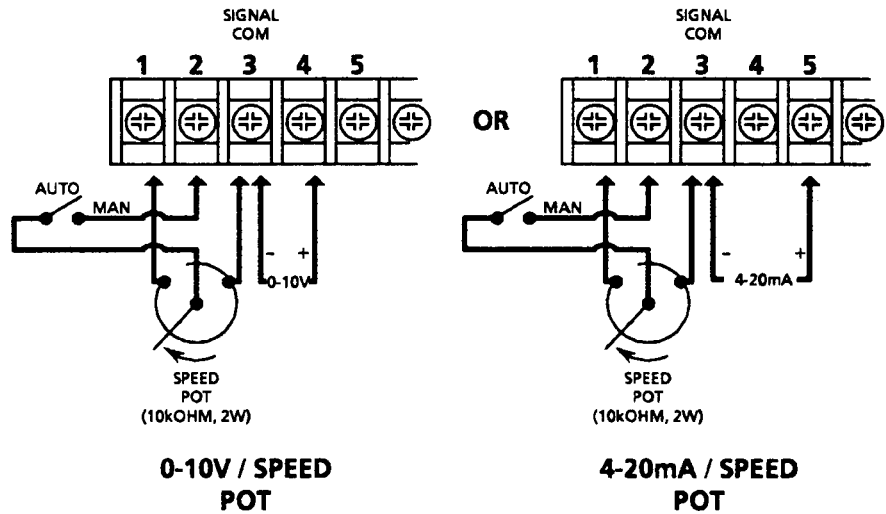 SIGNAL
COM
1 2 3 4 5
AUTO
MAN
- +
0-10V
SPEED
POT
(10kOHM, 2W)
0-10V / SPEED
POT
OR
SIGNAL
COM
1 2 3 4 5
AUTO
MAN
- +
4-20mA
SPEED
POT
(10kOHM, 2W)
4-20mA / SPEED
POT